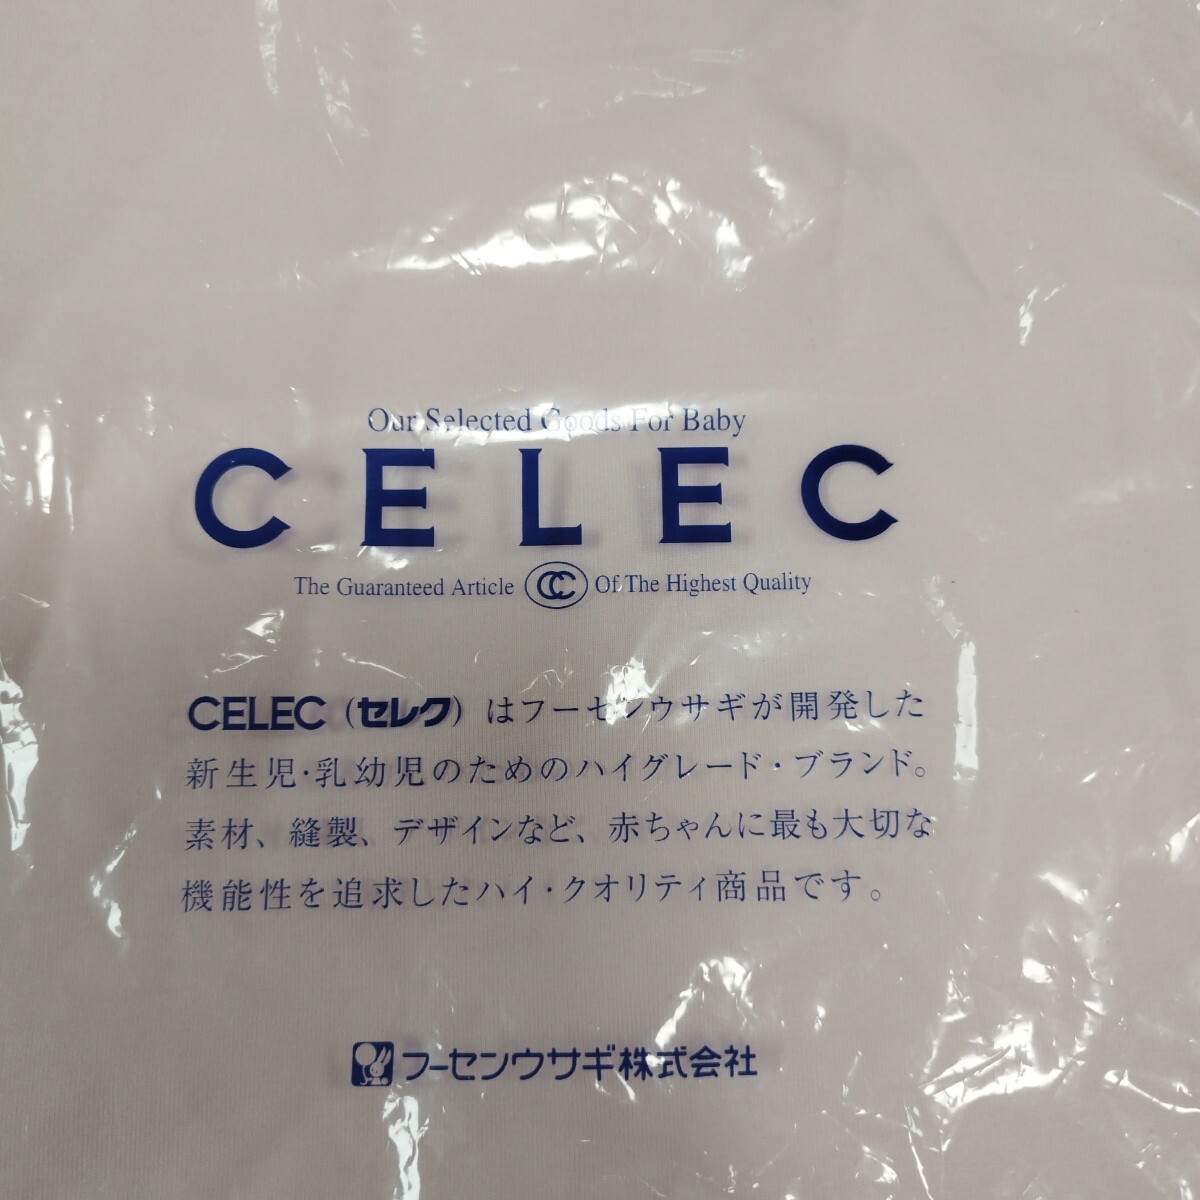 Our Selected Goods For Baby
CELEC
The Guaranteed Article CC Of The Highest Quality
CELEC (セレク) はフーセンウサギが開発した
新生児・乳幼児のためのハイグレード・ブランド。
素材、縫製、デザインなど、赤ちゃんに最も大切な
機能性を追求したハイ・クオリティ商品です。
フーセンウサギ株式会社